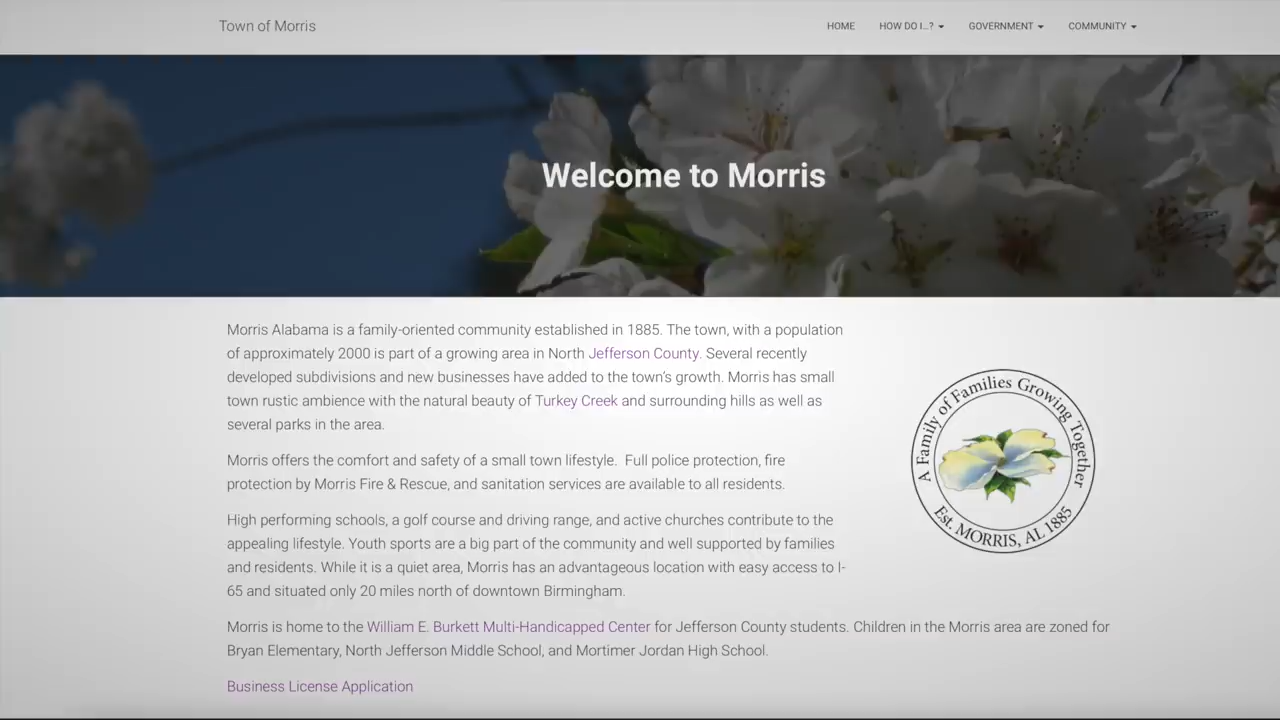 Town of Morris
HOME
HOW DO I...?
GOVERNMENT
COMMUNITY
Welcome to Morris
Morris Alabama is a family-oriented community established in 1885. The town, with a population
of approximately 2000 is part of a growing area in North Jefferson County. Several recently
developed subdivisions and new businesses have added to the town's growth. Morris has small
town rustic ambience with the natural beauty of Turkey Creek and surrounding hills as well as
several parks in the area.
Morris offers the comfort and safety of a small town lifestyle.  Full police protection, fire
protection by Morris Fire & Rescue, and sanitation services are available to all residents.
High performing schools, a golf course and driving range, and active churches contribute to the
appealing lifestyle. Youth sports are a big part of the community and well supported by families
and residents. While it is a quiet area, Morris has an advantageous location with easy access to I-
65 and situated only 20 miles north of downtown Birmingham.
A Family of Families Growing Together
Est. MORRIS, AL 1885
Morris is home to the William E. Burkett Multi-Handicapped Center for Jefferson County students. Children in the Morris area are zoned for
Bryan Elementary, North Jefferson Middle School, and Mortimer Jordan High School.
Business License Application